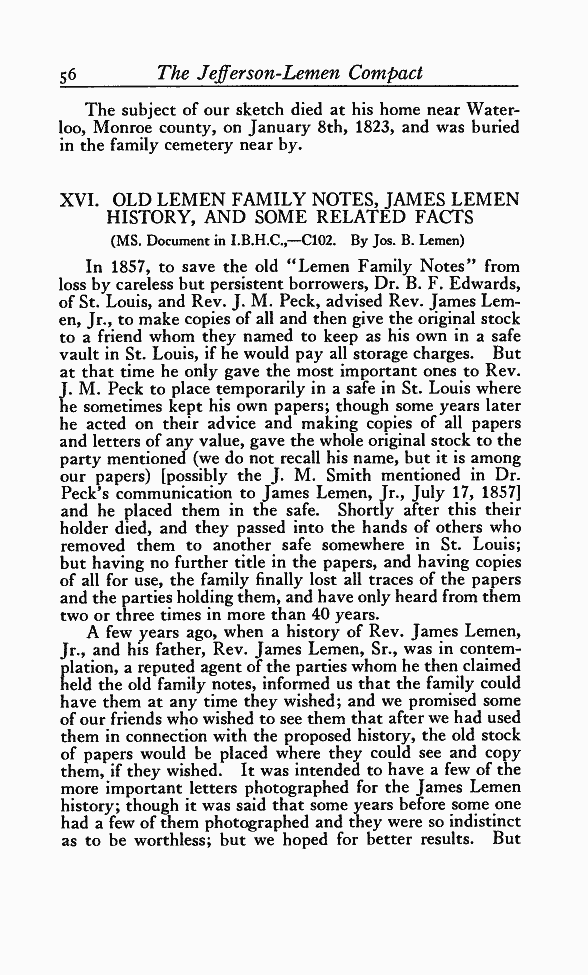 56 The Jefferson-Lemen Compact
The subject of our sketch died at his home near Water-
loo, Monroe county, on January 8th, 1823, and was buried
in the family cemetery near by.
XVI. OLD LEMEN FAMILY NOTES, JAMES LEMEN
HISTORY, AND SOME RELATED FACTS
(MS. Document in I.B.H.C.,—C102. By Jos. B. Lemen)
In 1857, to save the old "Lemen Family Notes" from
loss by careless but persistent borrowers, Dr. B. F. Edwards,
of St. Louis, and Rev. J. M. Peck, advised Rev. James Lem-
en, Jr., to make copies of all and then give the original stock
to a friend whom they named to keep as his own in a safe
vault in St. Louis, if he would pay all storage charges. But
at that time he only gave the most important ones to Rev.
J. M. Peck to place temporarily in a safe in St. Louis where
he sometimes kept his own papers; though some years later
he acted on their advice and making copies of all papers
and letters of any value, gave the whole original stock to the
party mentioned (we do not recall his name, but it is among
our papers) [possibly the J. M. Smith mentioned in Dr.
Peck's communication to James Lemen, Jr., July 17, 1857]
and he placed them in the safe. Shortly after this their
holder died, and they passed into the hands of others who
removed them to another safe somewhere in St. Louis;
but having no further title in the papers, and having copies
of all for use, the family finally lost all traces of the papers
and the parties holding them, and have only heard from them
two or three times in more than 40 years.
A few years ago, when a history of Rev. James Lemen,
Jr., and his father, Rev. James Lemen, Sr., was in contem-
plation, a reputed agent of the parties whom he then claimed
held the old family notes, informed us that the family could
have them at any time they wished; and we promised some
of our friends who wished to see them that after we had used
them in connection with the proposed history, the old stock
of papers would be placed where they could see and copy
them, if they wished. It was intended to have a few of the
more important letters photographed for the James Lemen
history; though it was said that some years before some one
had a few of them photographed and they were so indistinct
as to be worthless; but we hoped for better results. But